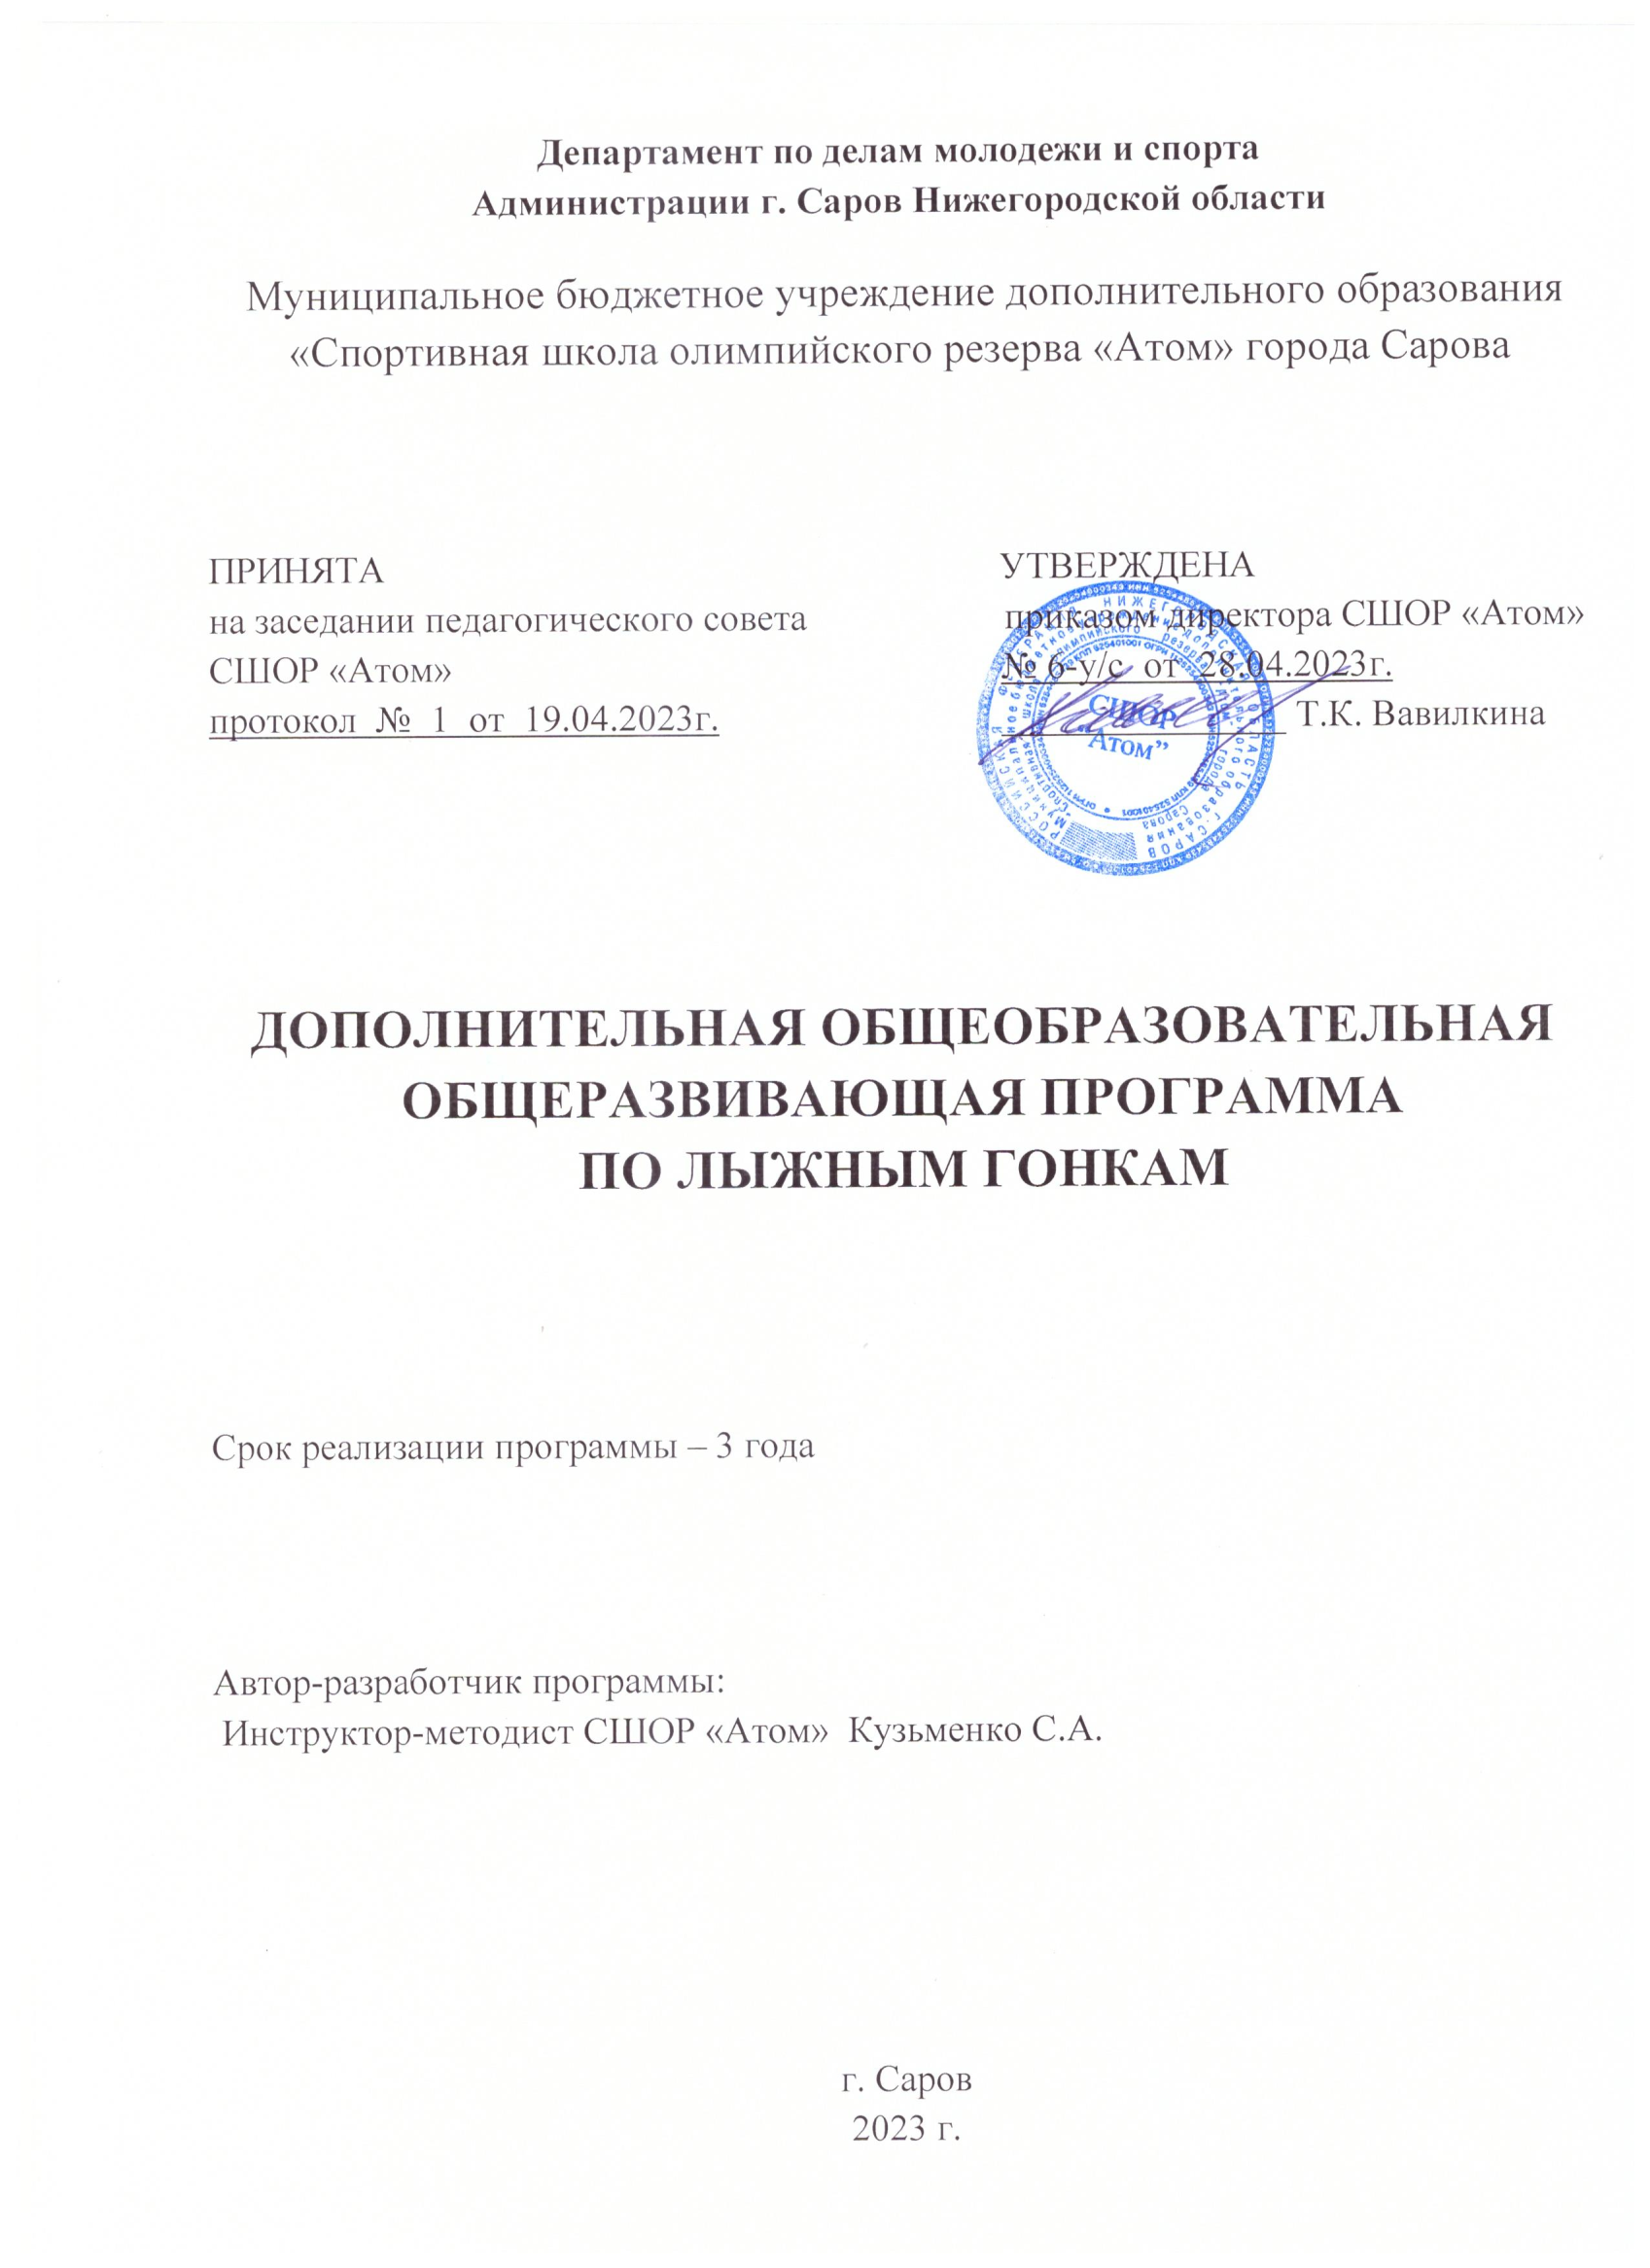 Департамент по делам молодежи и спорта
Администрации г. Саров Нижегородской области
Муниципальное бюджетное учреждение дополнительного образования
«Спортивная школа олимпийского резерва «Атом» города Сарова
ПРИНЯТА
на заседании педагогического совета
СШОР «Атом»
протокол № 1 от 19.04.2023г.
УТВЕРЖДЕНА
приказом директора СШОР «Атом»
№ 6-у/с от 28.04.2023г.
Т.К. Вавилкина
СШОР
"Атом"
ДОПОЛНИТЕЛЬНАЯ ОБЩЕОБРАЗОВАТЕЛЬНАЯ
ОБЩЕРАЗВИВАЮЩАЯ ПРОГРАММА
ПО ЛЫЖНЫМ ГОНКАМ
Срок реализации программы – 3 года
Автор-разработчик программы:
Инструктор-методист СШОР «Атом» Кузьменко С.А.
г. Саров
2023 г.